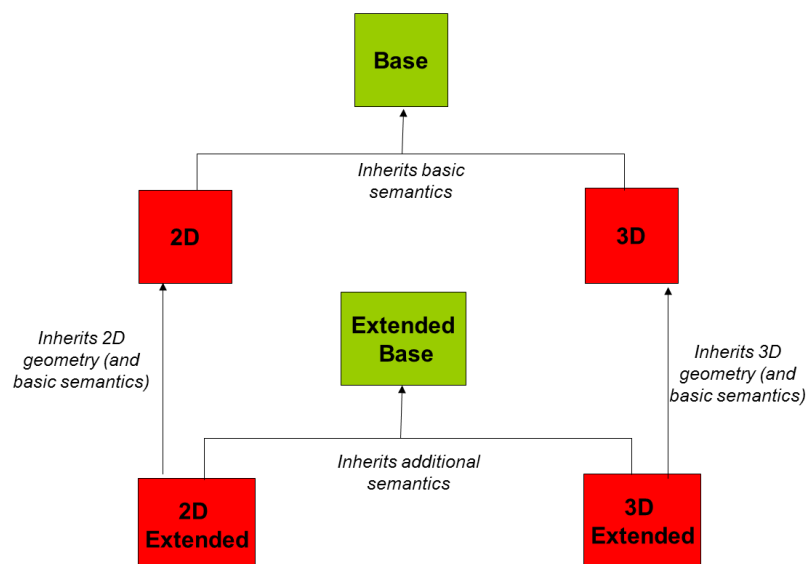 Base
Inherits basic
semantics
2D
3D
Extended
Base
Inherits 2D
geometry (and
basic semantics)
Inherits 3D
geometry (and
basic semantics)
Inherits additional
semantics
2D
Extended
3D
Extended